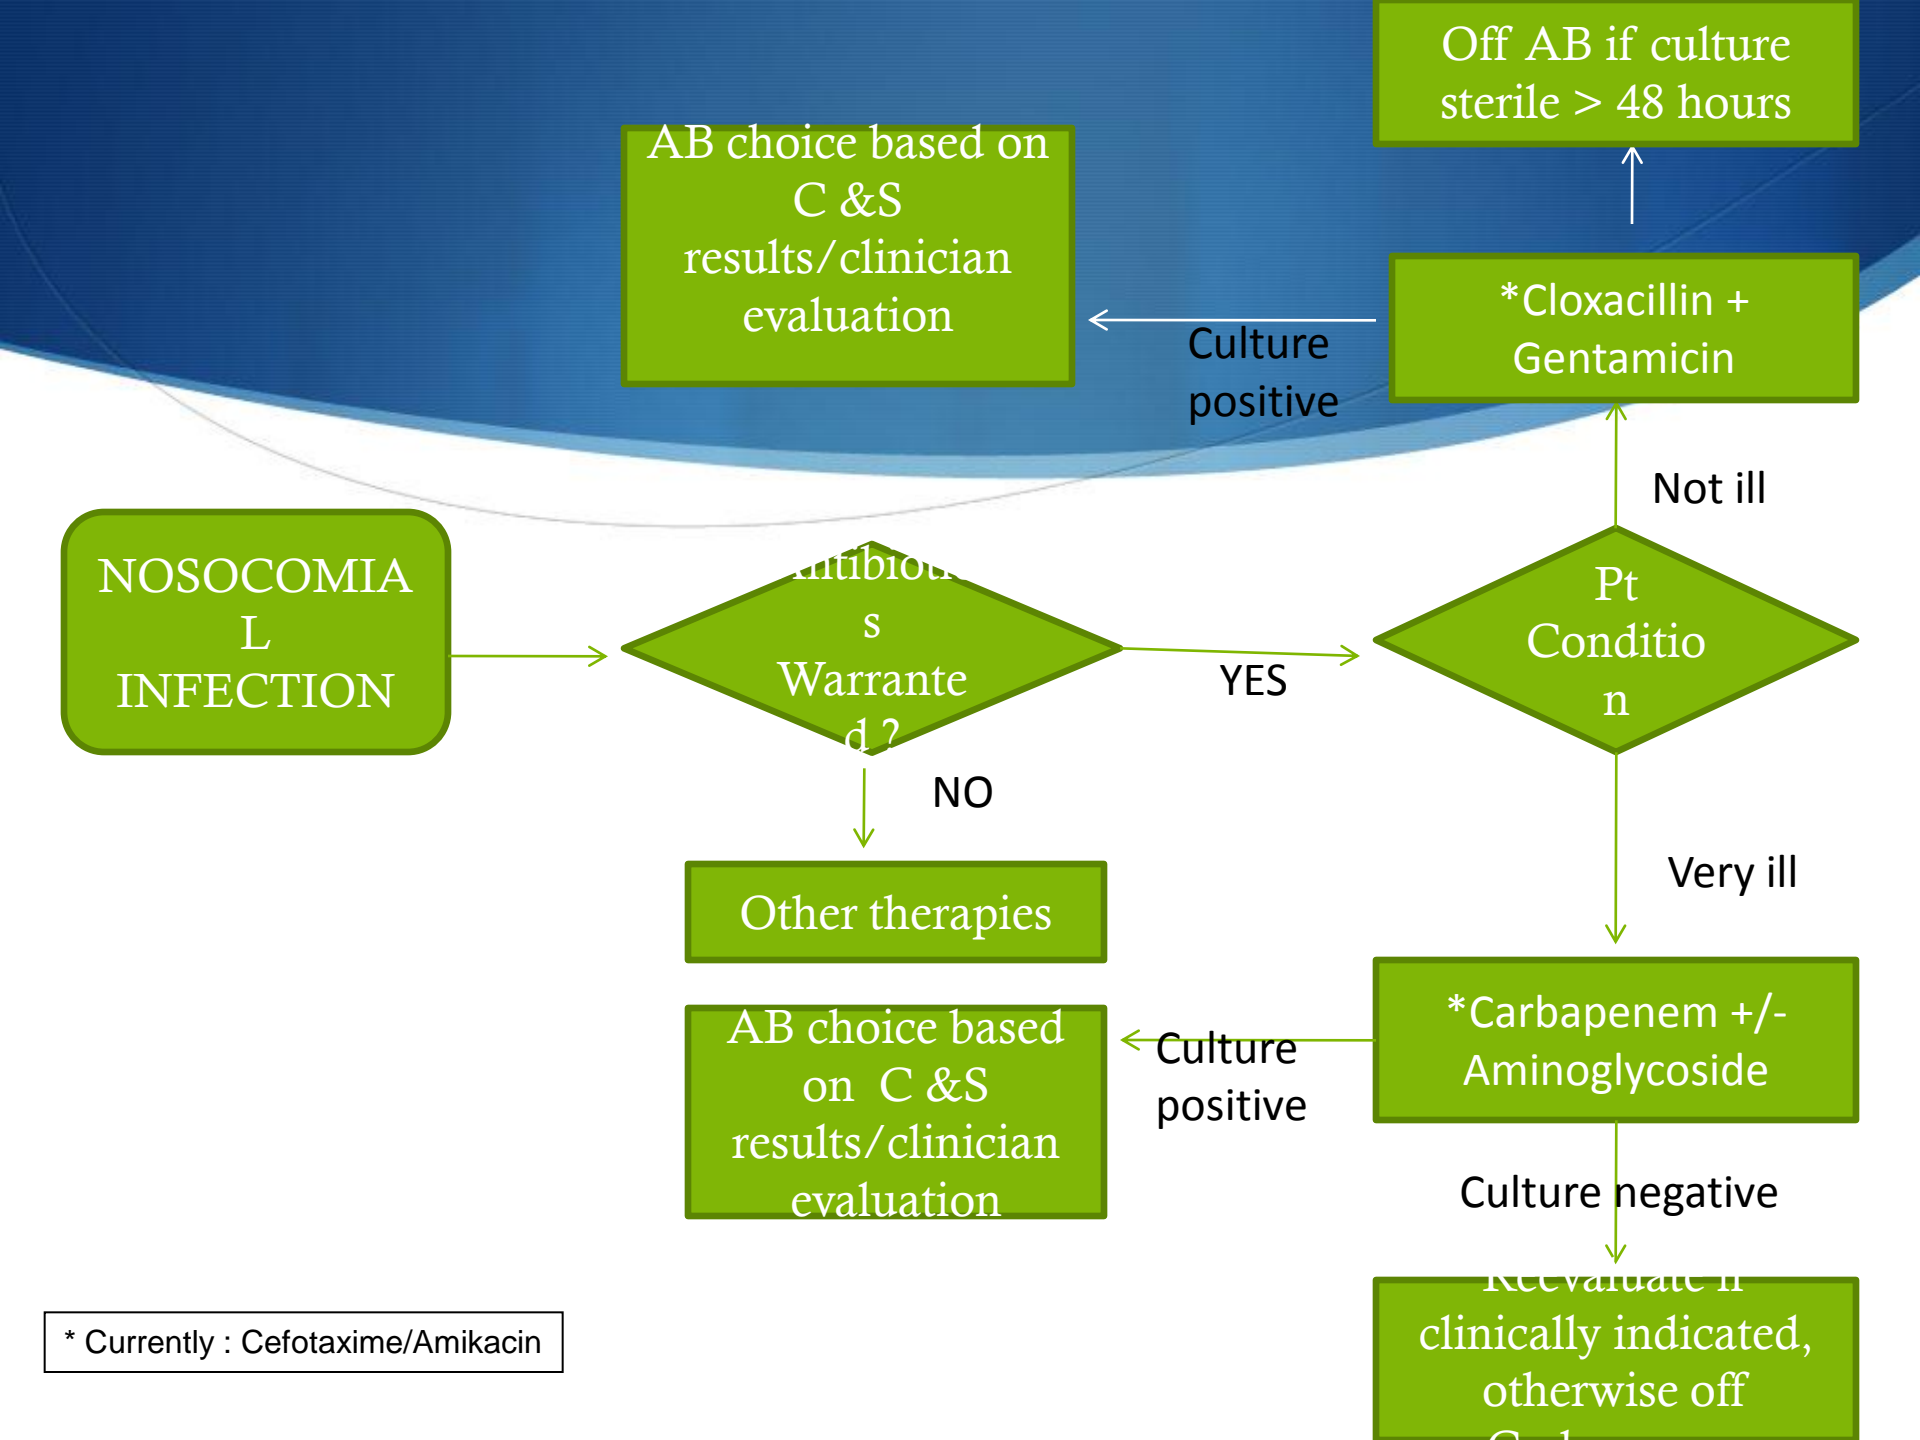 Off AB if culture
sterile > 48 hours
AB choice based on
C &S
results/clinician
evaluation
*Cloxacillin +
Gentamicin
Culture
positive
Not ill
NOSOCOMIA
L
INFECTION
s
Warrante
d ?
YES
Pt
Conditio
n
NO
Other therapies
Very ill
AB choice based
on C &S
results/clinician
evaluation
Culture
positive
*Carbapenem +/-
Aminoglycoside
Culture negative
Reevaluate if
clinically indicated,
otherwise off
* Currently : Cefotaxime/Amikacin